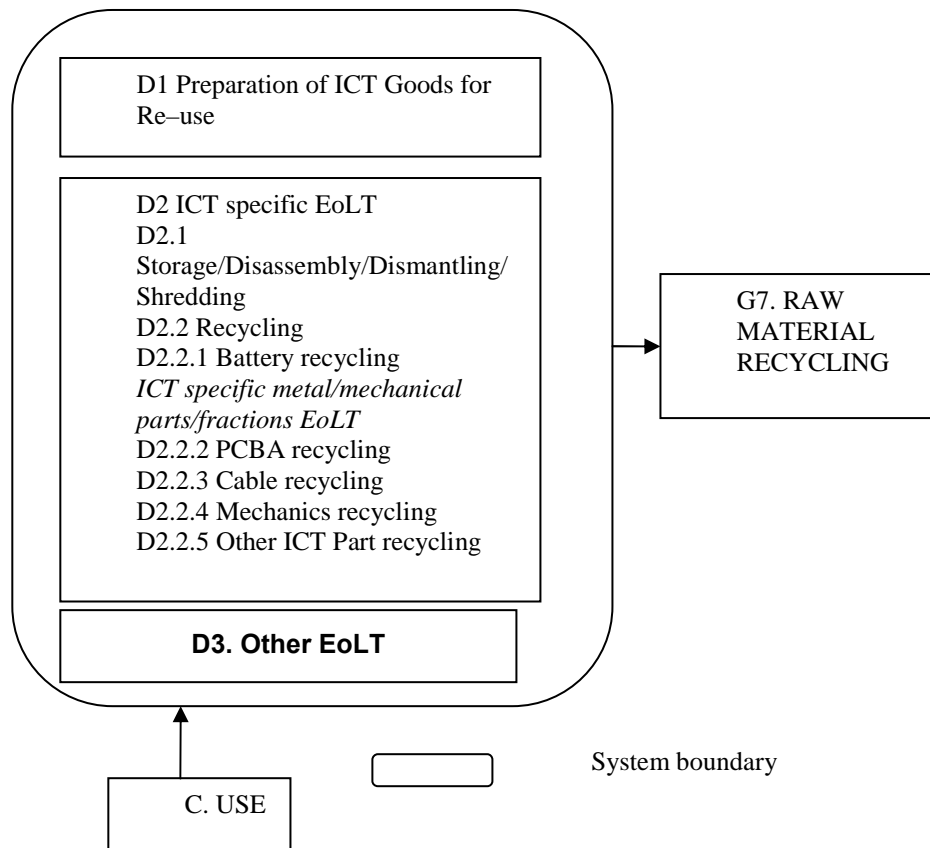 D1 Preparation of ICT Goods for
Re–use
D2 ICT specific EoLT
D2.1
Storage/Disassembly/Dismantling/
Shredding
D2.2 Recycling
D2.2.1 Battery recycling
ICT specific metal/mechanical
parts/fractions EoLT
D2.2.2 PCBA recycling
D2.2.3 Cable recycling
D2.2.4 Mechanics recycling
D2.2.5 Other ICT Part recycling
D3. Other EoLT
G7. RAW
MATERIAL
RECYCLING
System boundary
C. USE